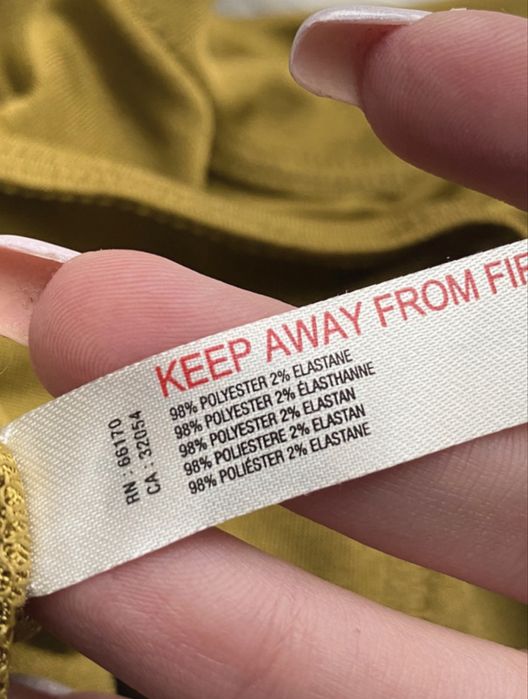 KEEP AWAY FROM
98% POLYESTER 2% ELASTANE
98% POLYESTER 2% ÉLASTHANNE
98% POLYESTER 2% ELASTAN
98% POLIESTERE 2% ELASTAN
98% POLIÉSTER 2% ELASTANE
RN : 66170
CA : 32054